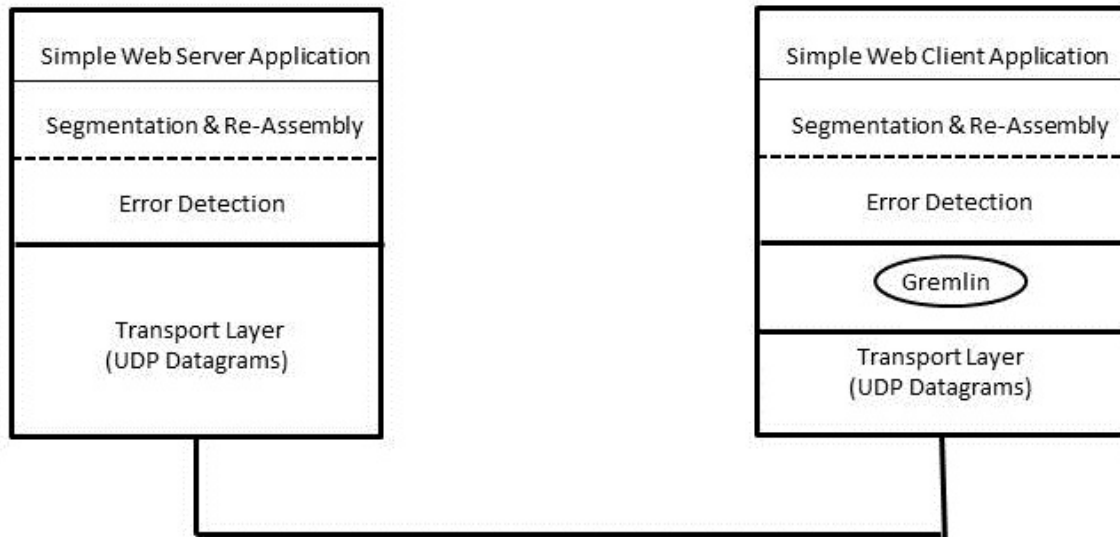 Simple Web Server Application
Segmentation & Re-Assembly
Error Detection
Transport Layer
(UDP Datagrams)
Simple Web Client Application
Segmentation & Re-Assembly
Error Detection
Gremlin
Transport Layer
(UDP Datagrams)